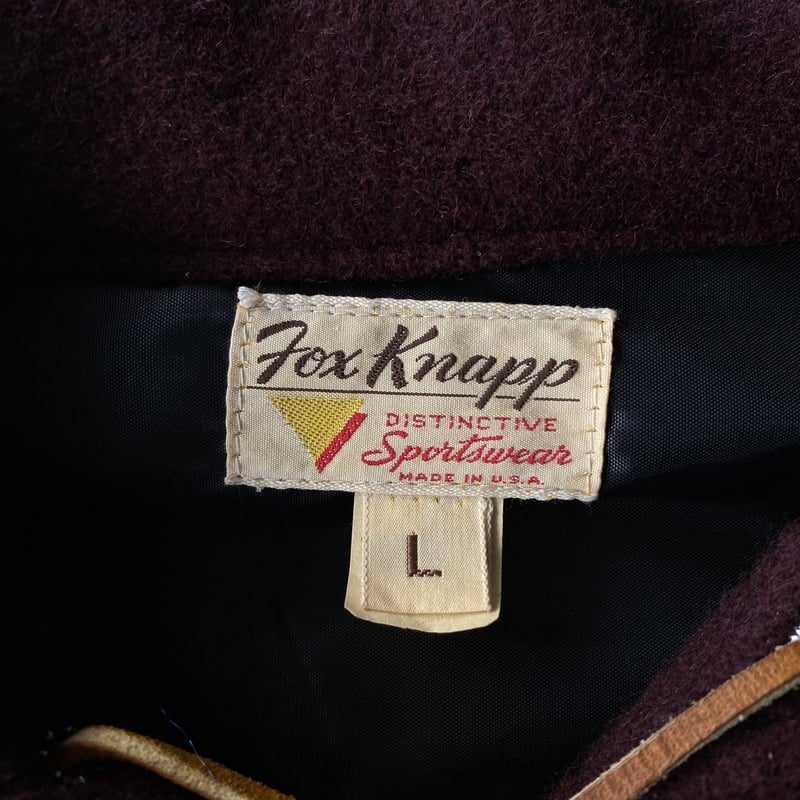 Fox Knapp
DISTINCTIVE
Sportswear
MADE IN U.S.A.
L